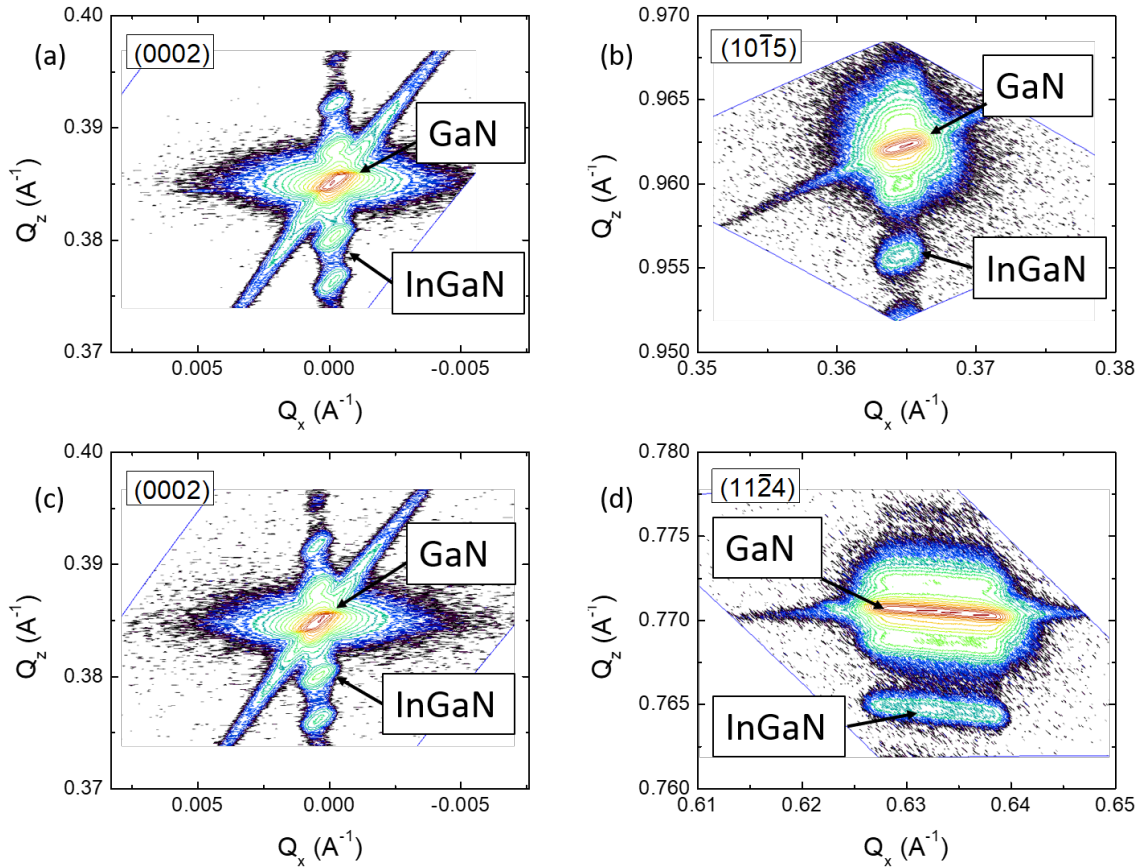 (a)
(0002)
GaN
InGaN
0.40
0.39
0.38
0.37
Q_z (A⁻¹)
0.005
0.000
-0.005
Q_x (A⁻¹)
(b)
(101̄5)
GaN
InGaN
0.970
0.965
0.960
0.955
0.950
Q_z (A⁻¹)
0.35
0.36
0.37
0.38
Q_x (A⁻¹)
(c)
(0002)
GaN
InGaN
0.40
0.39
0.38
0.37
Q_z (A⁻¹)
0.005
0.000
-0.005
Q_x (A⁻¹)
(d)
(112̄4)
GaN
InGaN
0.780
0.775
0.770
0.765
0.760
Q_z (A⁻¹)
0.61
0.62
0.63
0.64
0.65
Q_x (A⁻¹)